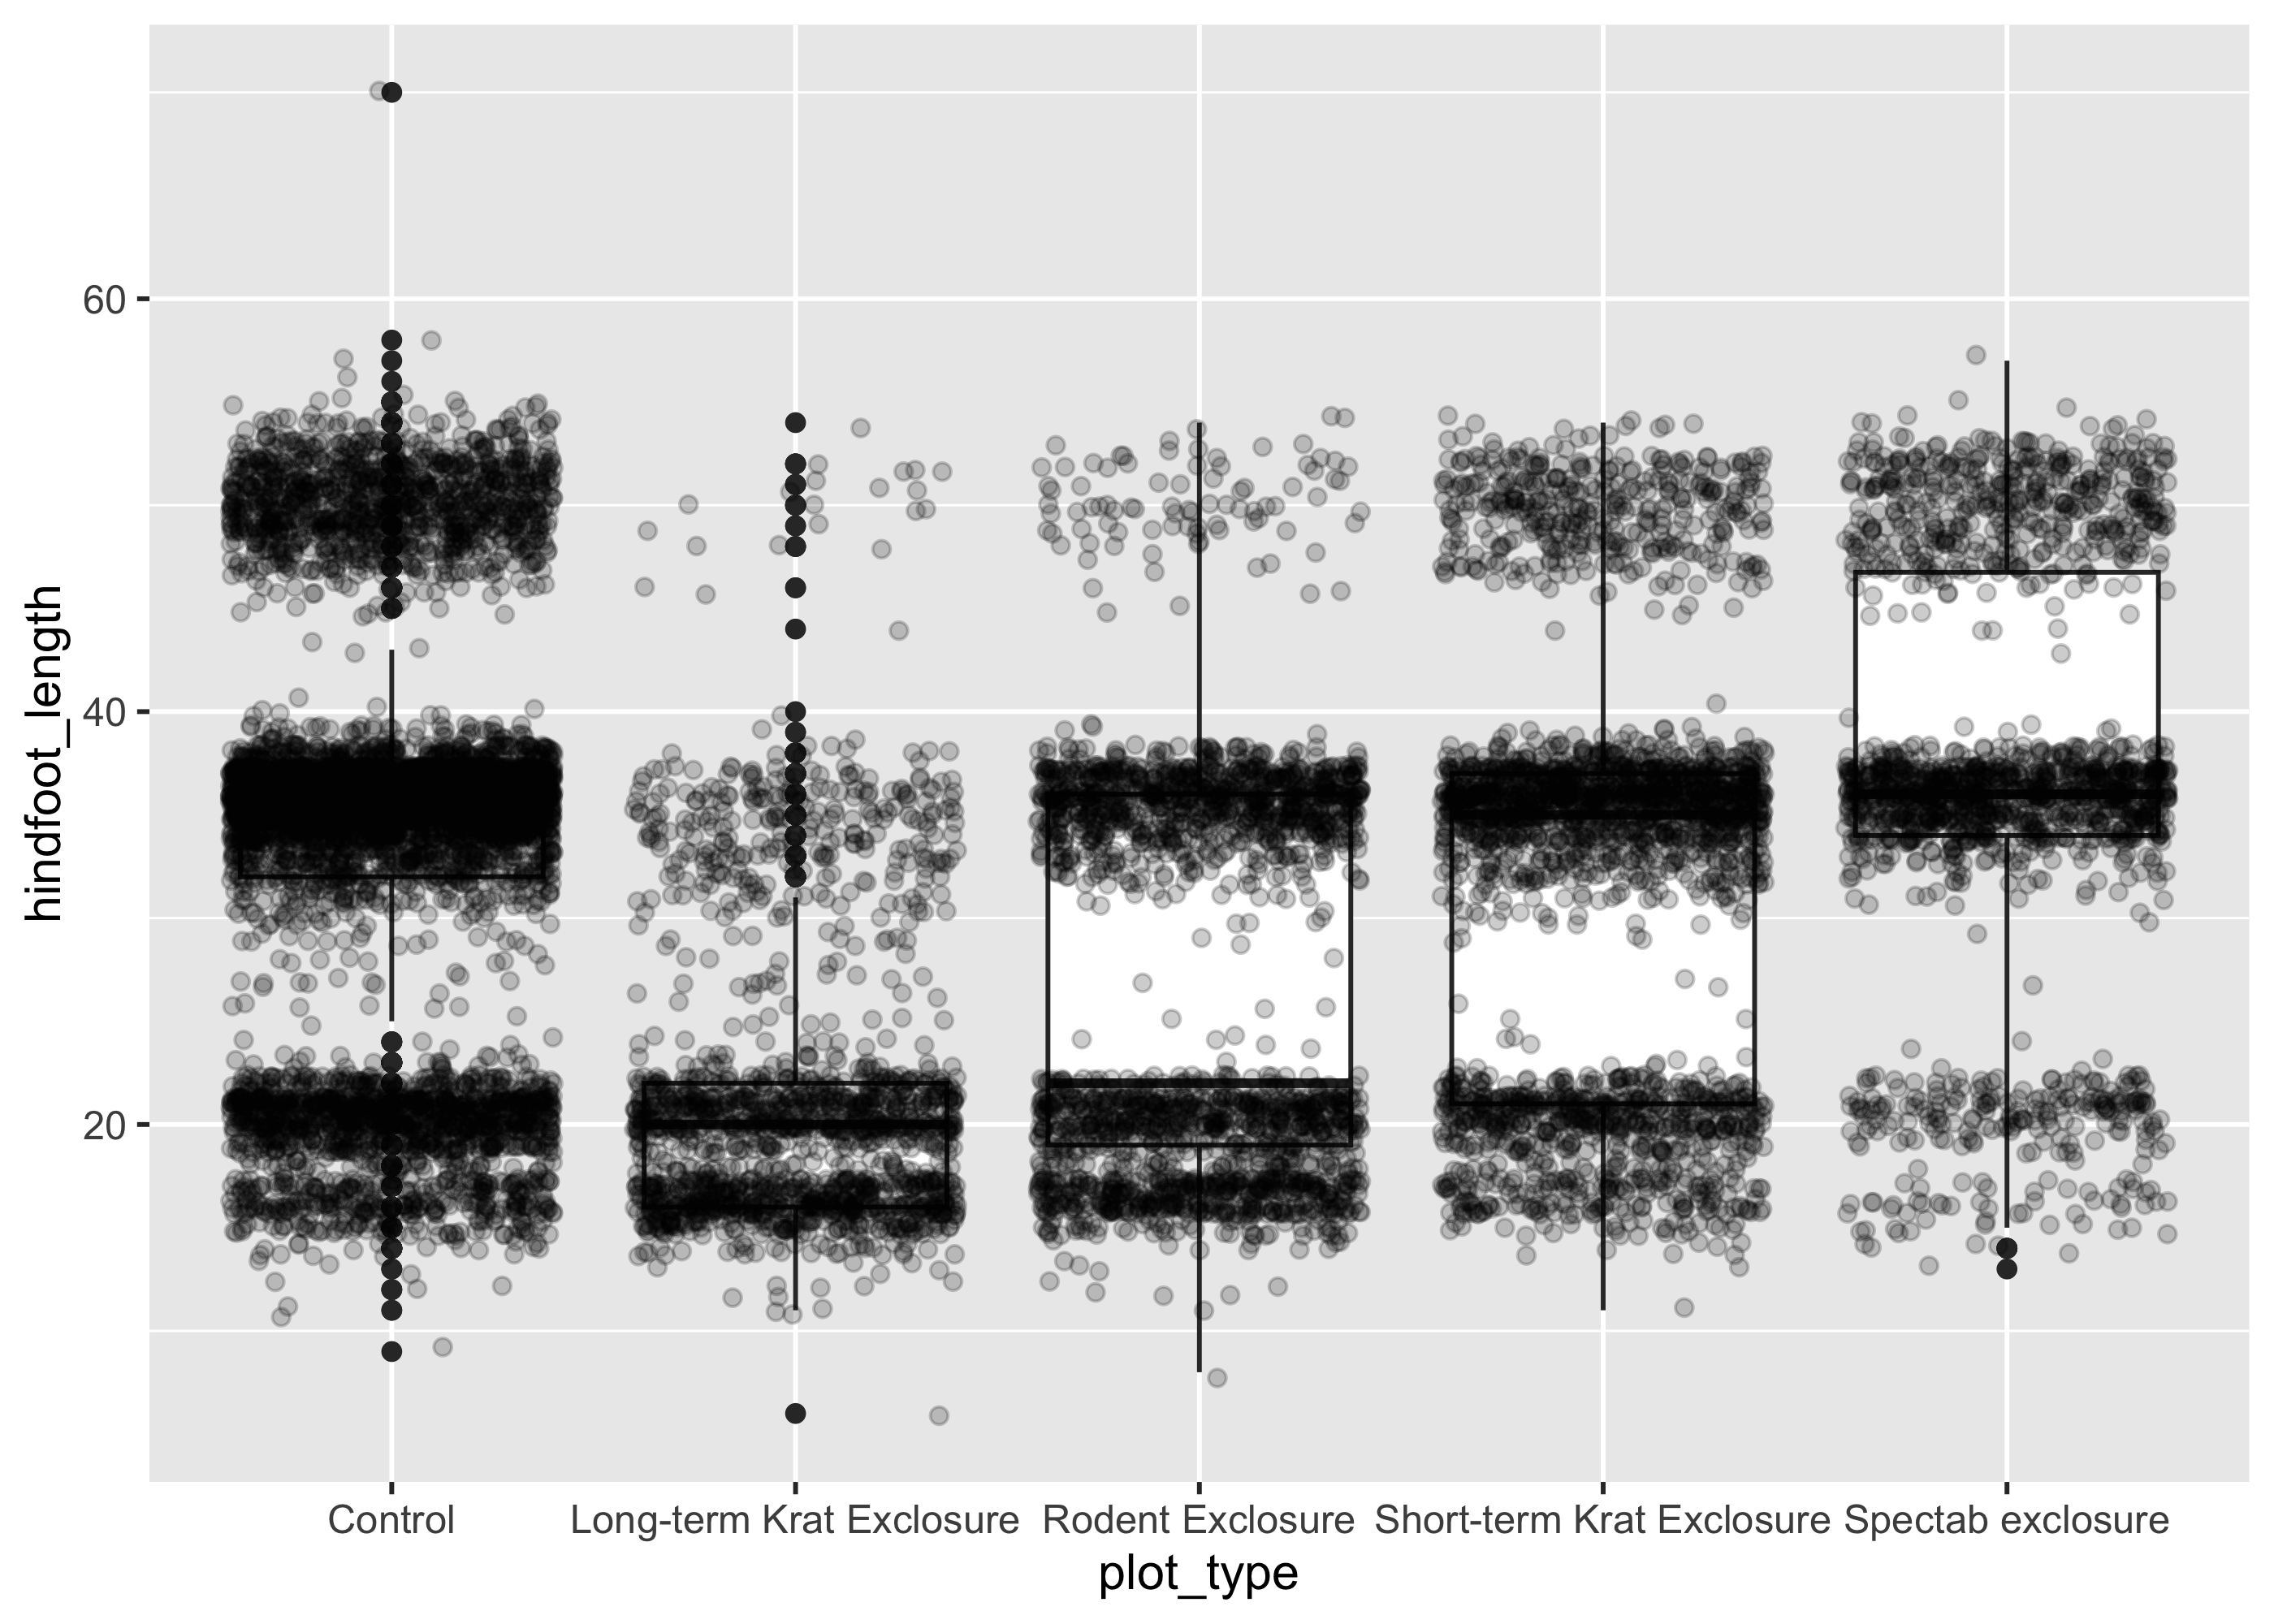 hindfoot_length
60
40
20
Control Long-term Krat Exclosure Rodent Exclosure Short-term Krat Exclosure Spectab exclosure
plot_type